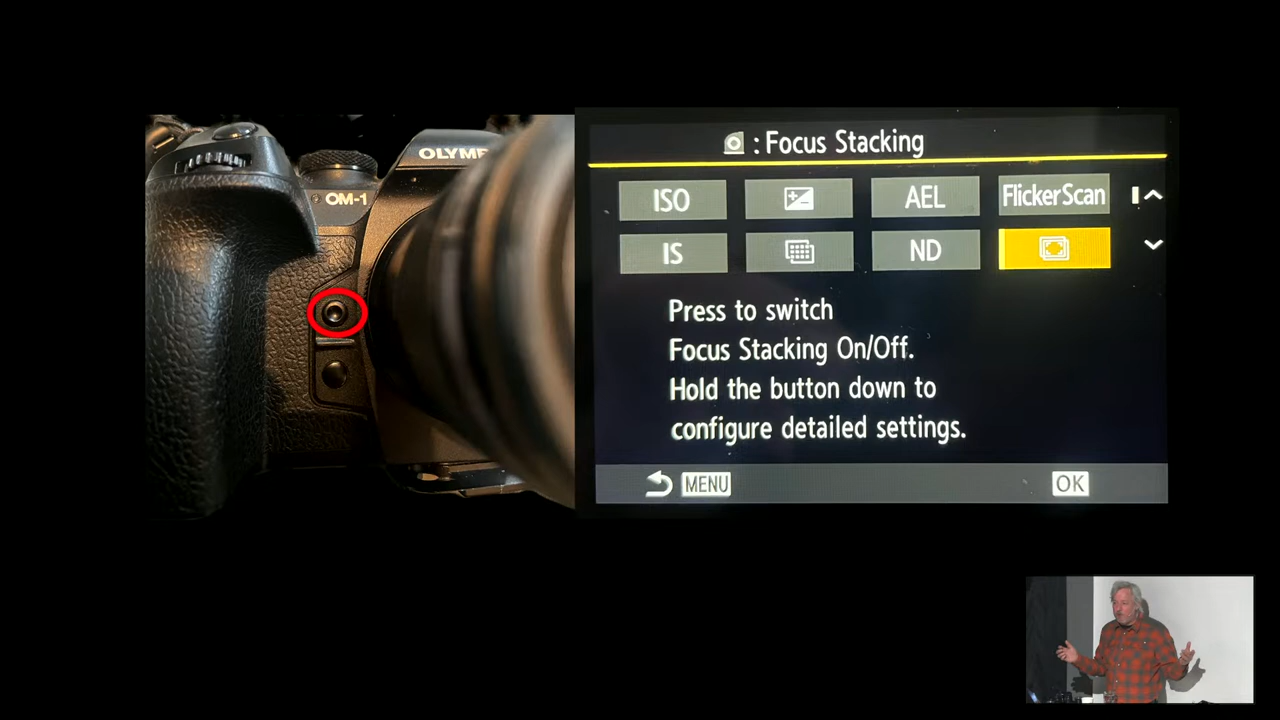 OLYMP
OM-1
: Focus Stacking
ISO
AEL
FlickerScan
IS
ND
Press to switch
Focus Stacking On/Off.
Hold the button down to
configure detailed settings.
MENU
OK